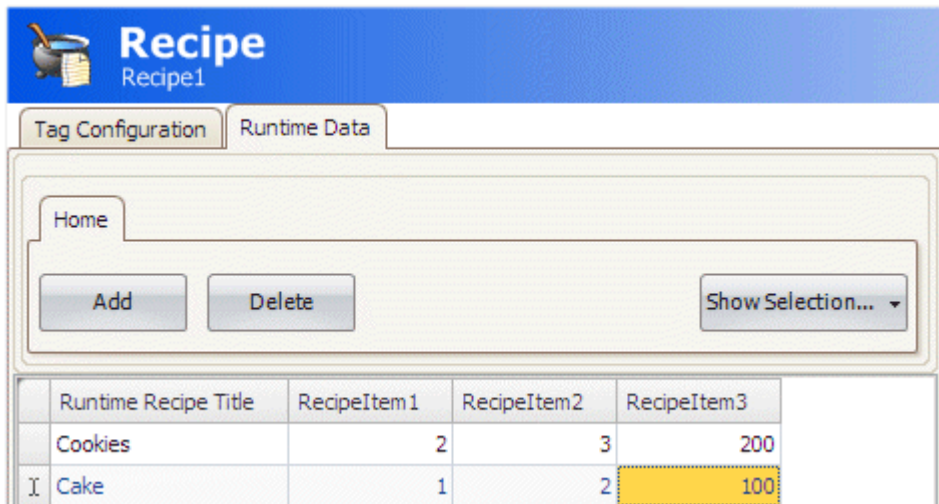 Recipe
Recipe1
Tag Configuration Runtime Data
Home
Add Delete Show Selection...
Runtime Recipe Title RecipeItem1 RecipeItem2 RecipeItem3
Cookies 2 3 200
Cake 1 2 100